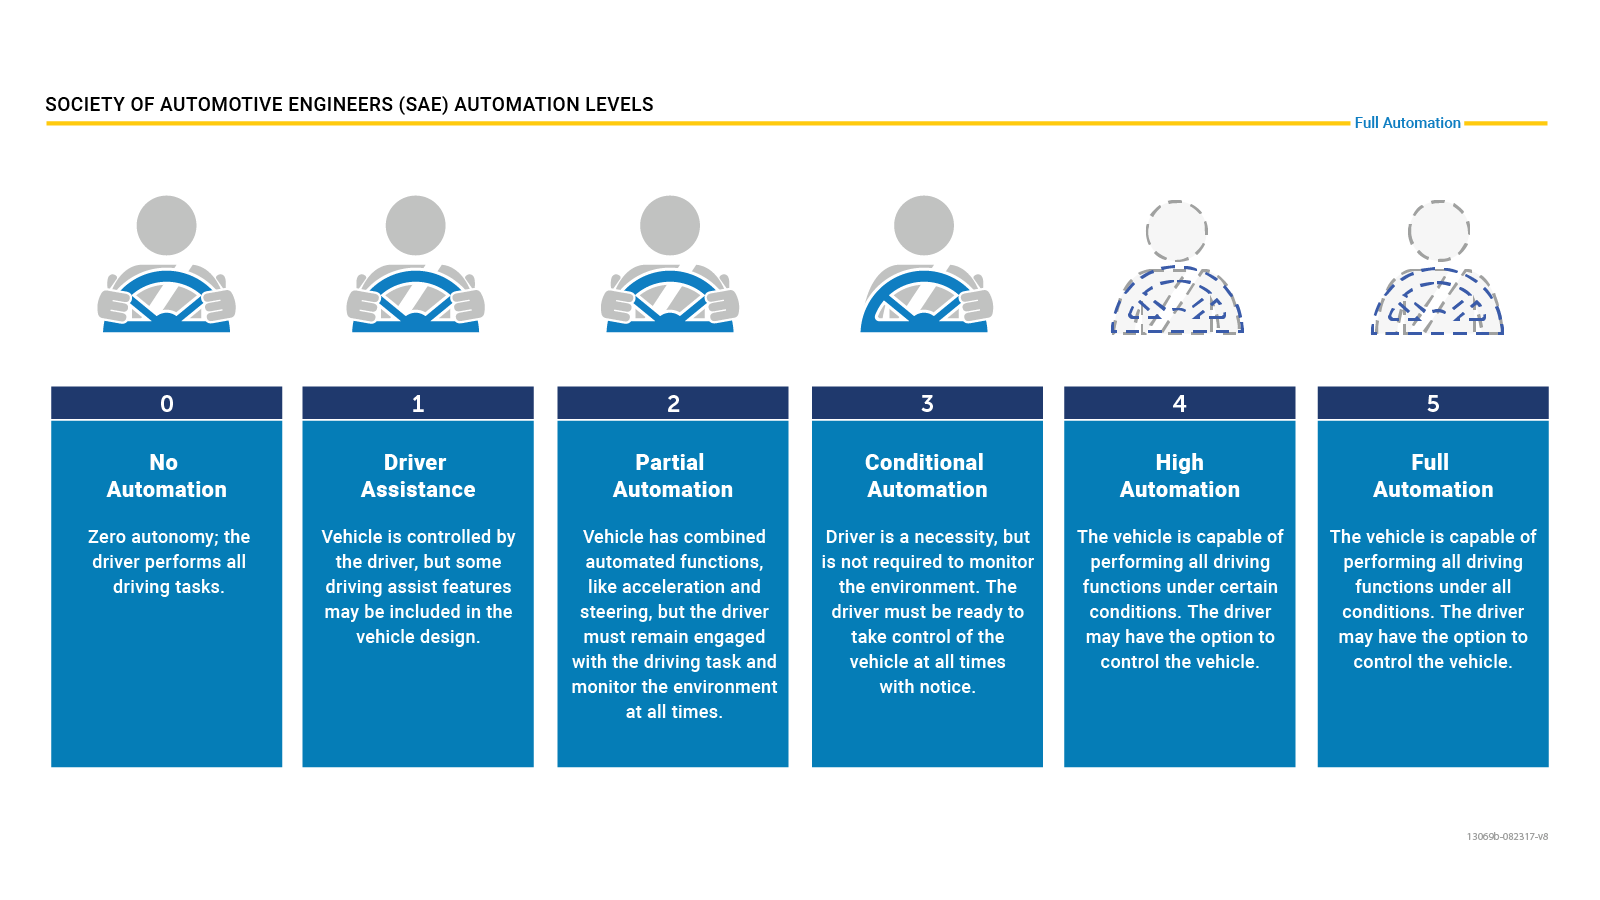 SOCIETY OF AUTOMOTIVE ENGINEERS (SAE) AUTOMATION LEVELS
Full Automation
0
No
Automation
Zero autonomy; the
driver performs all
driving tasks.
1
Driver
Assistance
Vehicle is controlled by
the driver, but some
driving assist features
may be included in the
vehicle design.
2
Partial
Automation
Vehicle has combined
automated functions,
like acceleration and
steering, but the driver
must remain engaged
with the driving task and
monitor the environment
at all times.
3
Conditional
Automation
Driver is a necessity, but
is not required to monitor
the environment. The
driver must be ready to
take control of the
vehicle at all times
with notice.
4
High
Automation
The vehicle is capable of
performing all driving
functions under certain
conditions. The driver
may have the option to
control the vehicle.
5
Full
Automation
The vehicle is capable of
performing all driving
functions under all
conditions. The driver
may have the option to
control the vehicle.
13069b-082317-v8